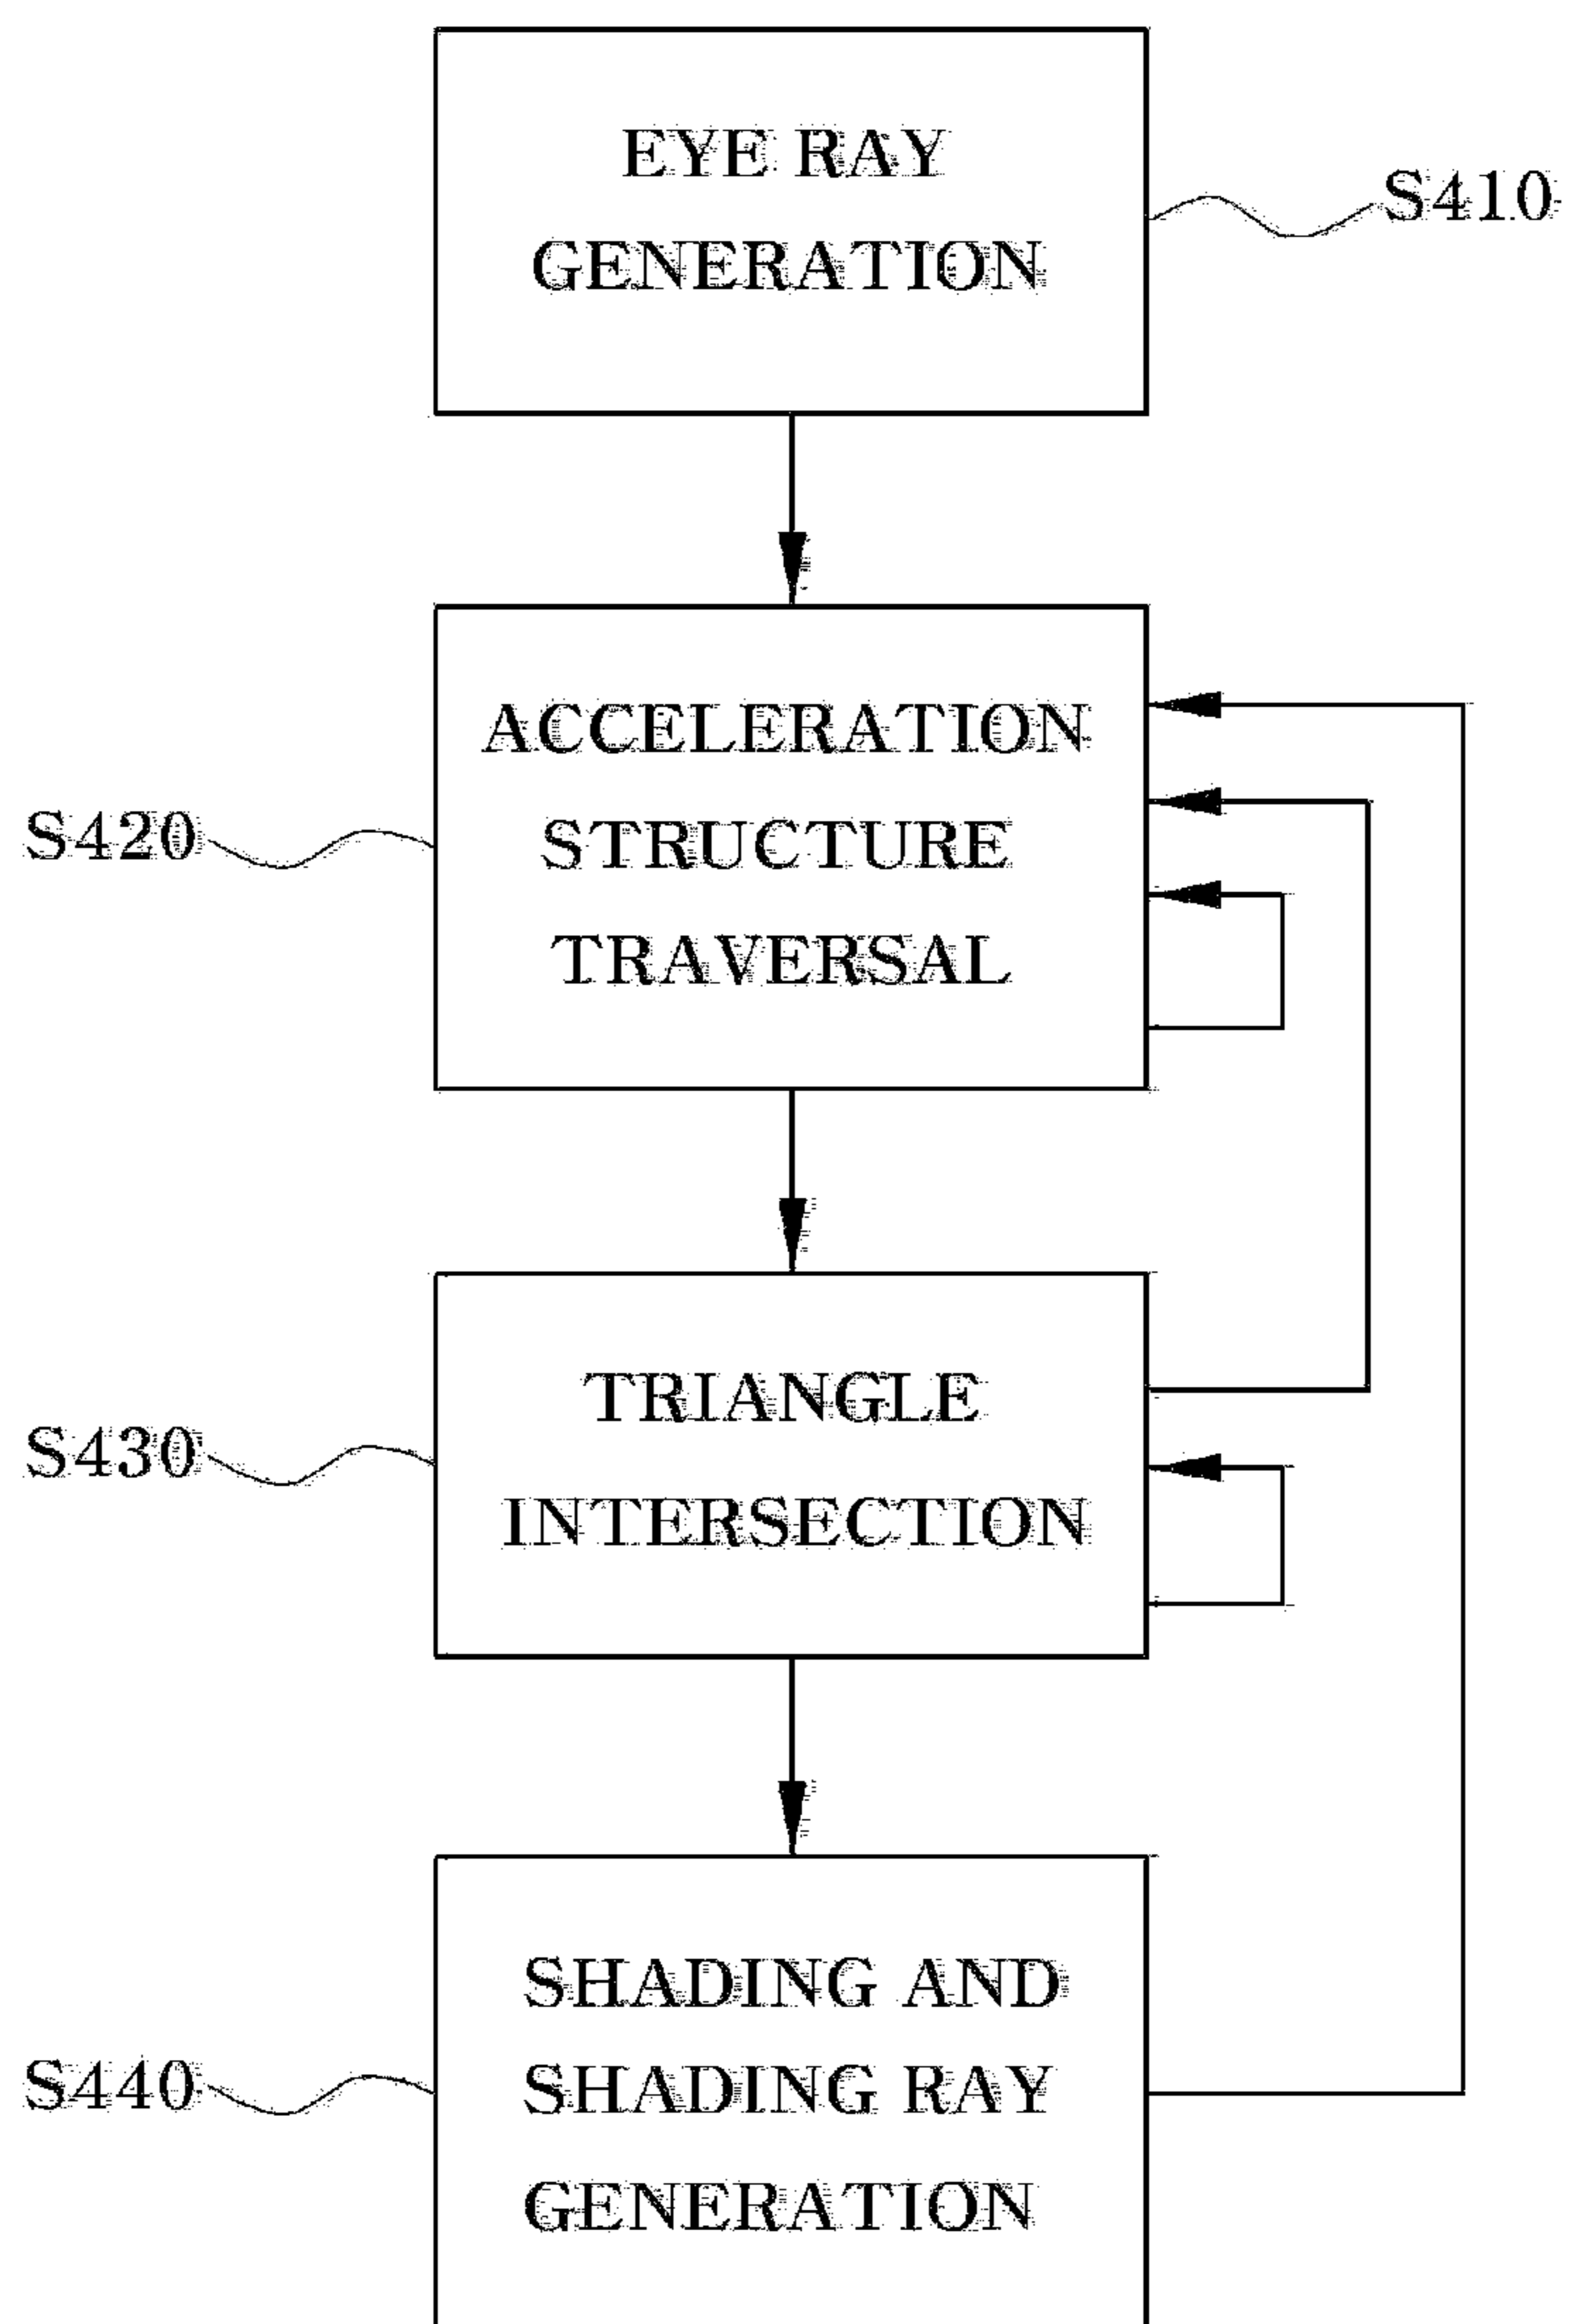 EYE RAY
GENERATION
S410
ACCELERATION
STRUCTURE
TRAVERSAL
S420
TRIANGLE
INTERSECTION
S430
SHADING AND
SHADING RAY
GENERATION
S440